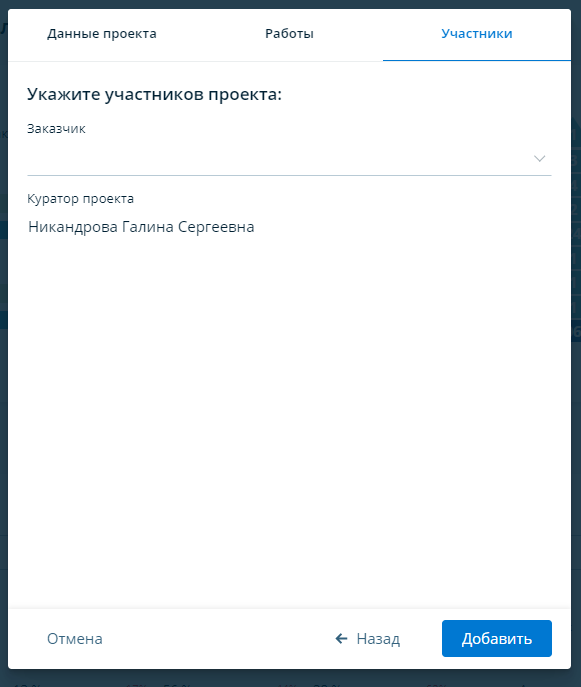 Данные проекта Работы Участники
Укажите участников проекта:
Заказчик
Куратор проекта
Никандрова Галина Сергеевна
Отмена Назад Добавить